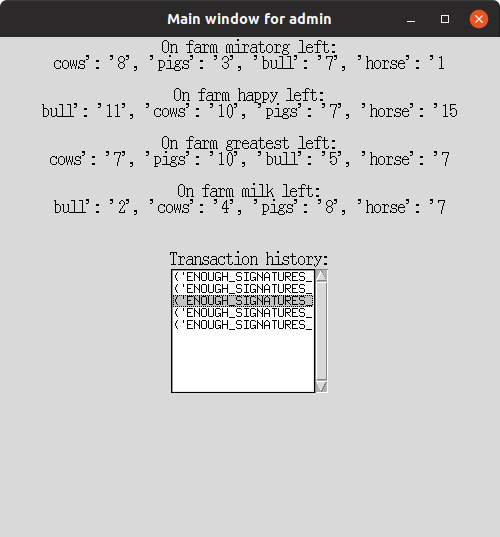 Main window for admin
On farm miratorg left:
cows': '8', 'pigs': '3', 'bull': '7', 'horse': '1
On farm happy left:
bull': '11', 'cows': '10', 'pigs': '7', 'horse': '15
On farm greatest left:
cows': '7', 'pigs': '10', 'bull': '5', 'horse': '7
On farm milk left:
bull': '2', 'cows': '4', 'pigs': '8', 'horse': '7
Transaction history:
('ENOUGH_SIGNATURES_
('ENOUGH_SIGNATURES_
('ENOUGH_SIGNATURES_
('ENOUGH_SIGNATURES_
('ENOUGH_SIGNATURES_